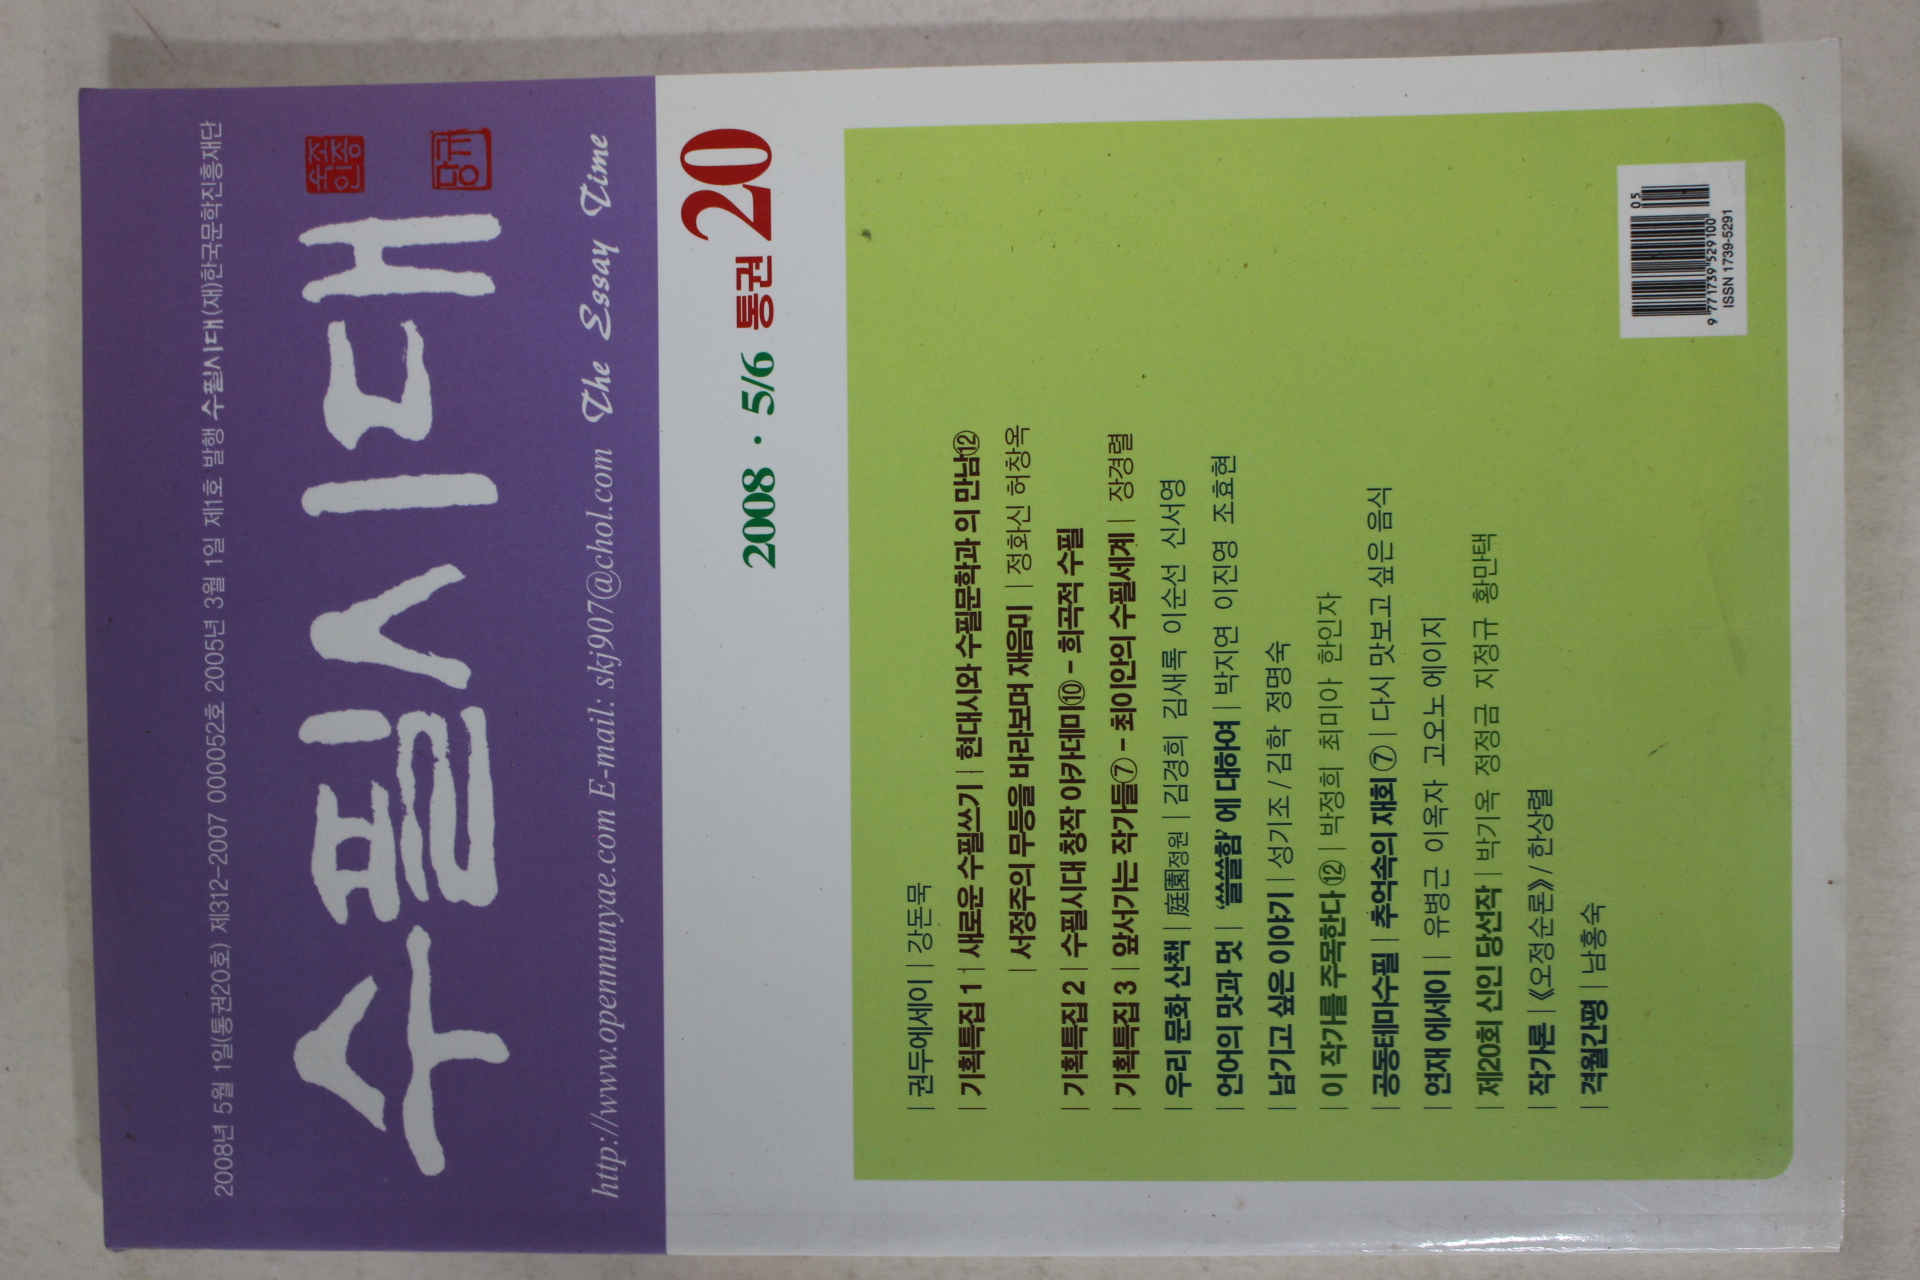 2008년 5월 1일(통권20호) 제312-2007 000052호 2005년 3월 1일 제1호 발행 수필시대 (재)한국문학진흥재단
수필시대
http://www.openmunyae.com E-mail: skj907@chol.com The Essay Time
2008 · 5/6 통권 20
| 권두에세이 | 강돈묵
| 기획특집 1 | 새로운 수필쓰기 | 현대시와 수필문학과 의 만남⑫
| 서정주의 무등을 바라보며 재음미 | 정화신 허창옥
| 기획특집 2 | 수필시대 창작 아카데미⑩ - 희곡적 수필
| 기획특집 3 | 앞서가는 작가들⑦ - 최이안의 수필세계 | 장경렬
| 우리 문화 산책 | 庭園정원 | 김경희 김새록 이순선 신서영
| 언어의 맛과 멋 | ‘쓸쓸함’ 에 대하여 | 박지연 이진영 조효현
| 남기고 싶은 이야기 | 성기조 / 김학 정명숙
| 이 작가를 주목한다 ⑫ | 박정희 최미아 한인자
| 공동테마수필 | 추억속의 재회 ⑦ | 다시 맛보고 싶은 음식
| 연재 에세이 | 유병근 이옥자 고오노 에이지
| 제20회 신인 당선작 | 박기옥 정정금 지정규 황만택
| 작가론 | 《오정순론》 / 한상렬
| 격월간평 | 남홍숙
05
9 771739 529100
ISSN 1739-5291